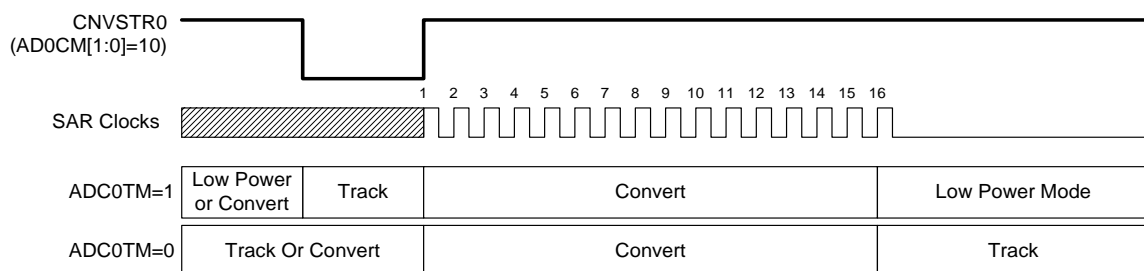 CNVSTR0
(AD0CM[1:0]=10)
1 2 3 4 5 6 7 8 9 10 11 12 13 14 15 16
SAR Clocks
ADC0TM=1
Low Power
or Convert
Track
Convert
Low Power Mode
ADC0TM=0
Track Or Convert
Convert
Track